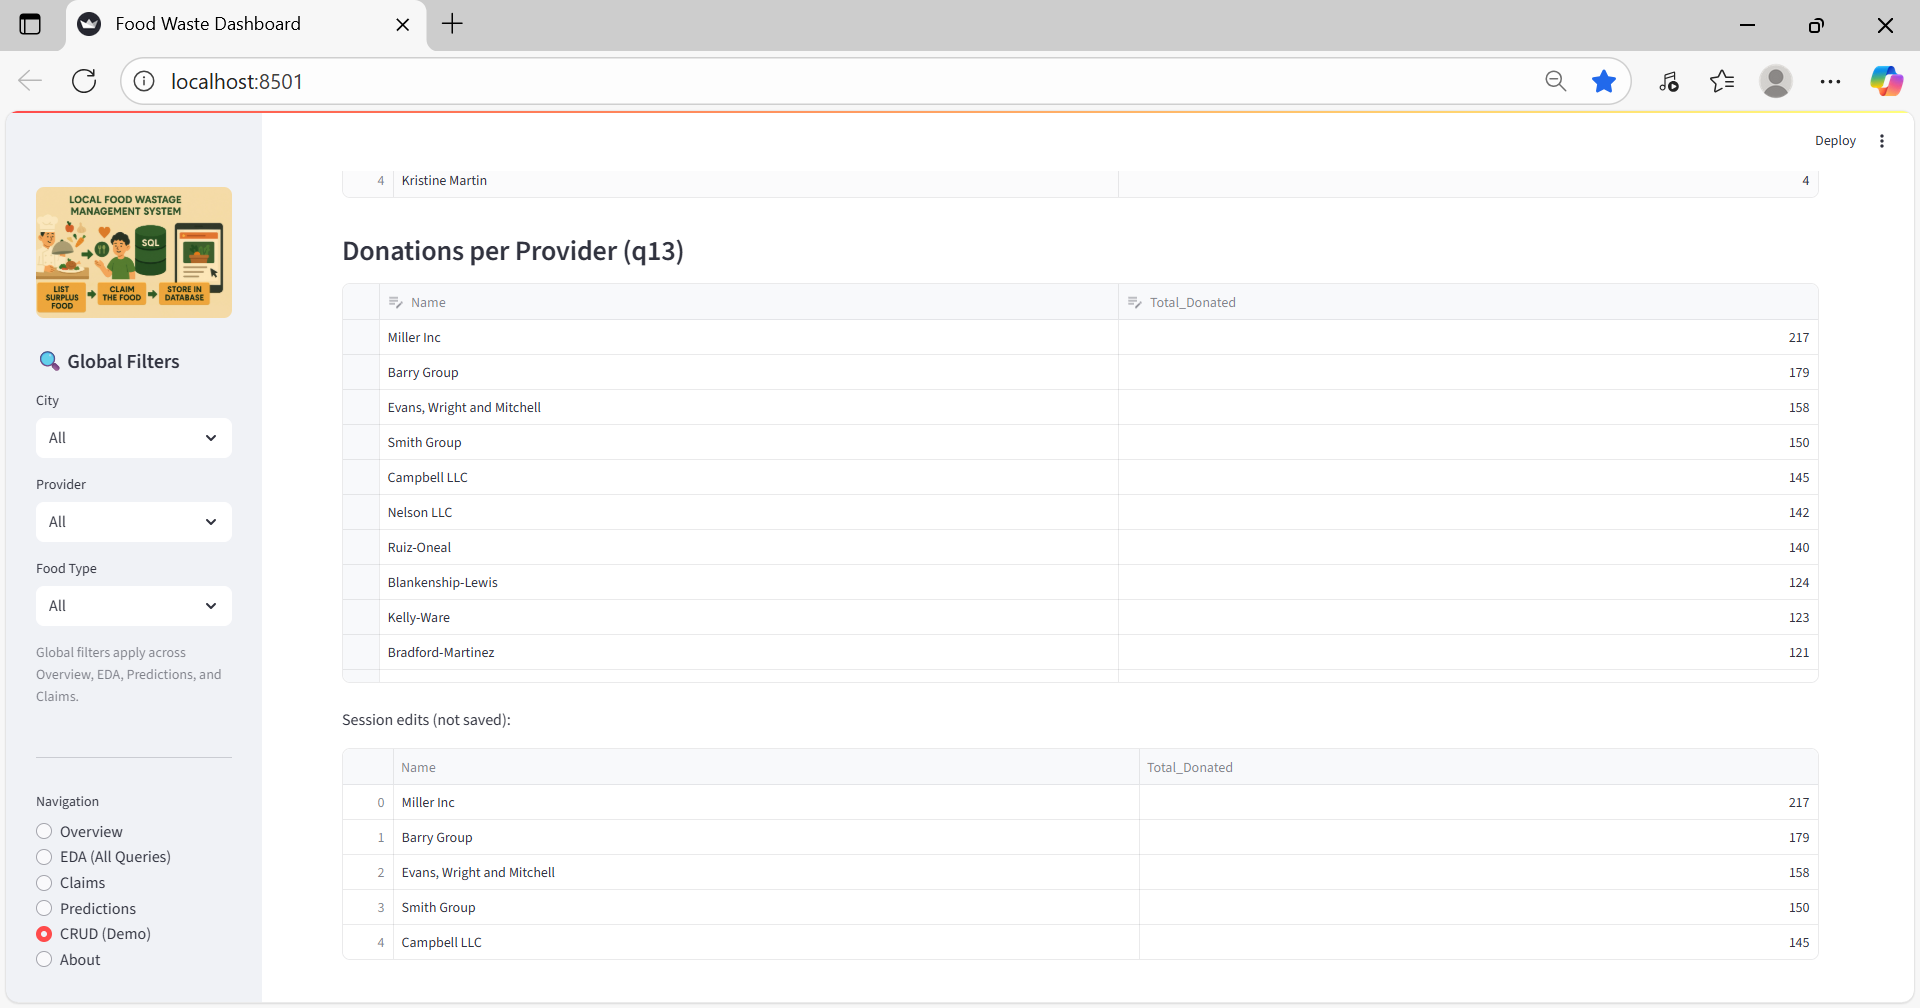 Food Waste Dashboard
localhost:8501
Deploy
LOCAL FOOD WASTAGE
MANAGEMENT SYSTEM
SQL
LIST
SURPLUS
FOOD
CLAIM
THE FOOD
STORE IN
DATABASE
Global Filters
City
All
Provider
All
Food Type
All
Global filters apply across
Overview, EDA, Predictions, and
Claims.
Navigation
Overview
EDA (All Queries)
Claims
Predictions
CRUD (Demo)
About
4 Kristine Martin 4
Donations per Provider (q13)
Name Total_Donated
Miller Inc 217
Barry Group 179
Evans, Wright and Mitchell 158
Smith Group 150
Campbell LLC 145
Nelson LLC 142
Ruiz-Oneal 140
Blankenship-Lewis 124
Kelly-Ware 123
Bradford-Martinez 121
Session edits (not saved):
Name Total_Donated
0 Miller Inc 217
1 Barry Group 179
2 Evans, Wright and Mitchell 158
3 Smith Group 150
4 Campbell LLC 145